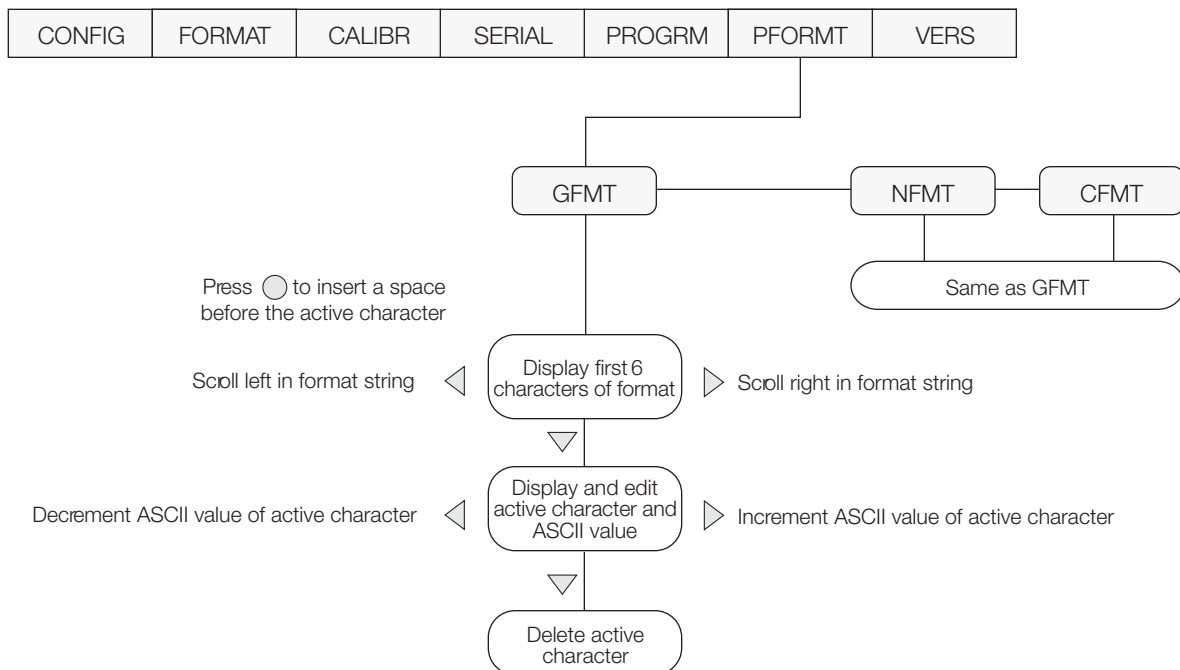 CONFIG FORMAT CALIBR SERIAL PROGRM PFORMT VERS
GFMT NFMT CFMT
Same as GFMT
Press to insert a space
before the active character
Display first 6
characters of format
Scroll left in format string
Scroll right in format string
Display and edit
active character and
ASCII value
Decrement ASCII value of active character
Increment ASCII value of active character
Delete active
character